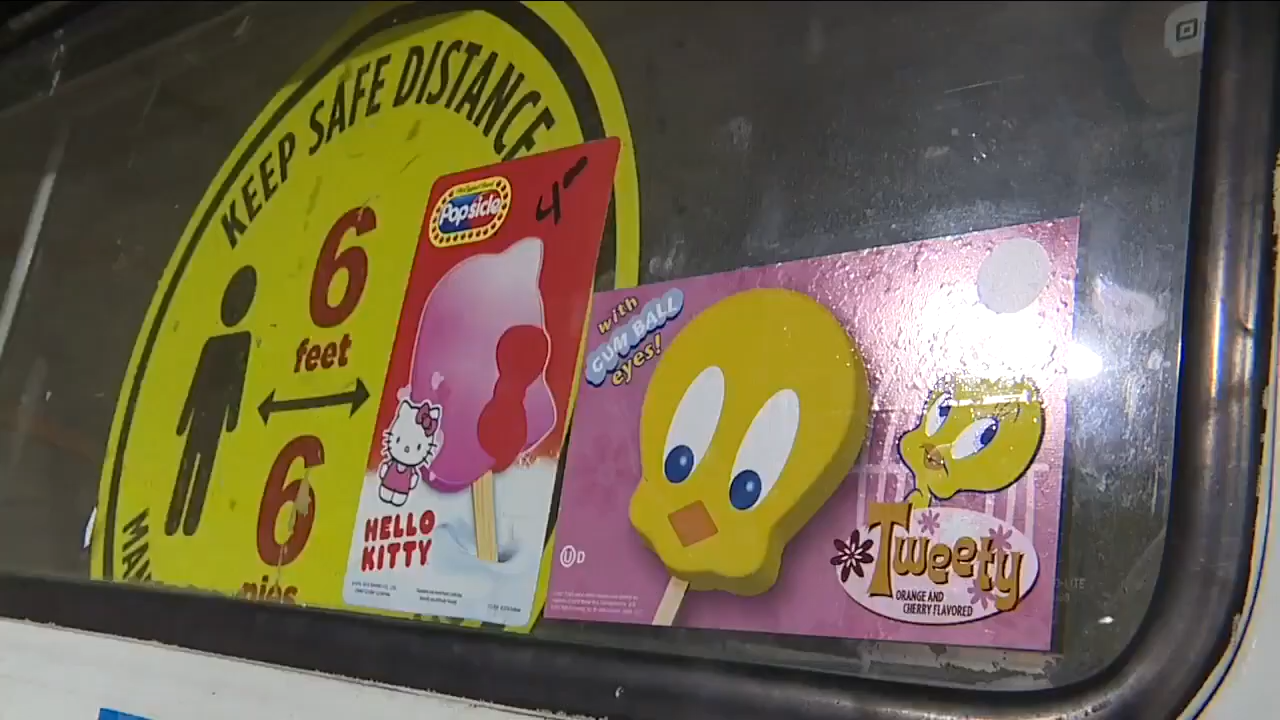 KEEP SAFE DISTANCE
6
feet
6
pies
Popsicle
4-
HELLO
KITTY
with
GUM BALL
eyes!
U D
Tweety
ORANGE AND
CHERRY FLAVORED